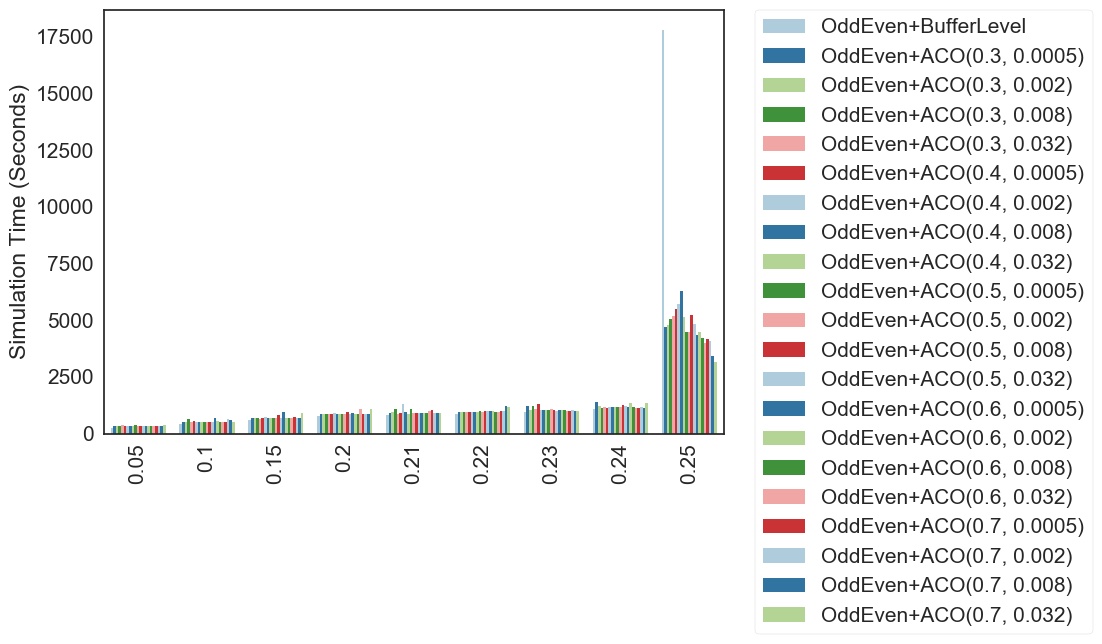 Simulation Time (Seconds)
17500
15000
12500
10000
7500
5000
2500
0
0.05
0.1
0.15
0.2
0.21
0.22
0.23
0.24
0.25
OddEven+BufferLevel
OddEven+ACO(0.3, 0.0005)
OddEven+ACO(0.3, 0.002)
OddEven+ACO(0.3, 0.008)
OddEven+ACO(0.3, 0.032)
OddEven+ACO(0.4, 0.0005)
OddEven+ACO(0.4, 0.002)
OddEven+ACO(0.4, 0.008)
OddEven+ACO(0.4, 0.032)
OddEven+ACO(0.5, 0.0005)
OddEven+ACO(0.5, 0.002)
OddEven+ACO(0.5, 0.008)
OddEven+ACO(0.5, 0.032)
OddEven+ACO(0.6, 0.0005)
OddEven+ACO(0.6, 0.002)
OddEven+ACO(0.6, 0.008)
OddEven+ACO(0.6, 0.032)
OddEven+ACO(0.7, 0.0005)
OddEven+ACO(0.7, 0.002)
OddEven+ACO(0.7, 0.008)
OddEven+ACO(0.7, 0.032)